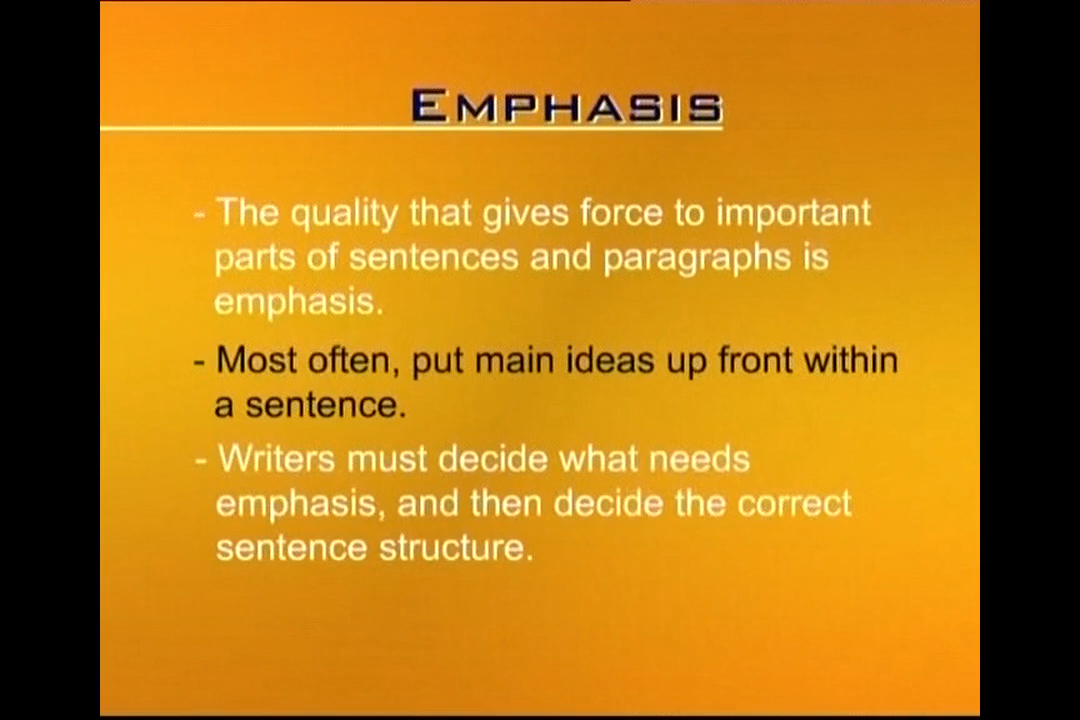 EMPHASIS
- The quality that gives force to important
parts of sentences and paragraphs is
emphasis.
- Most often, put main ideas up front within
a sentence.
- Writers must decide what needs
emphasis, and then decide the correct
sentence structure.